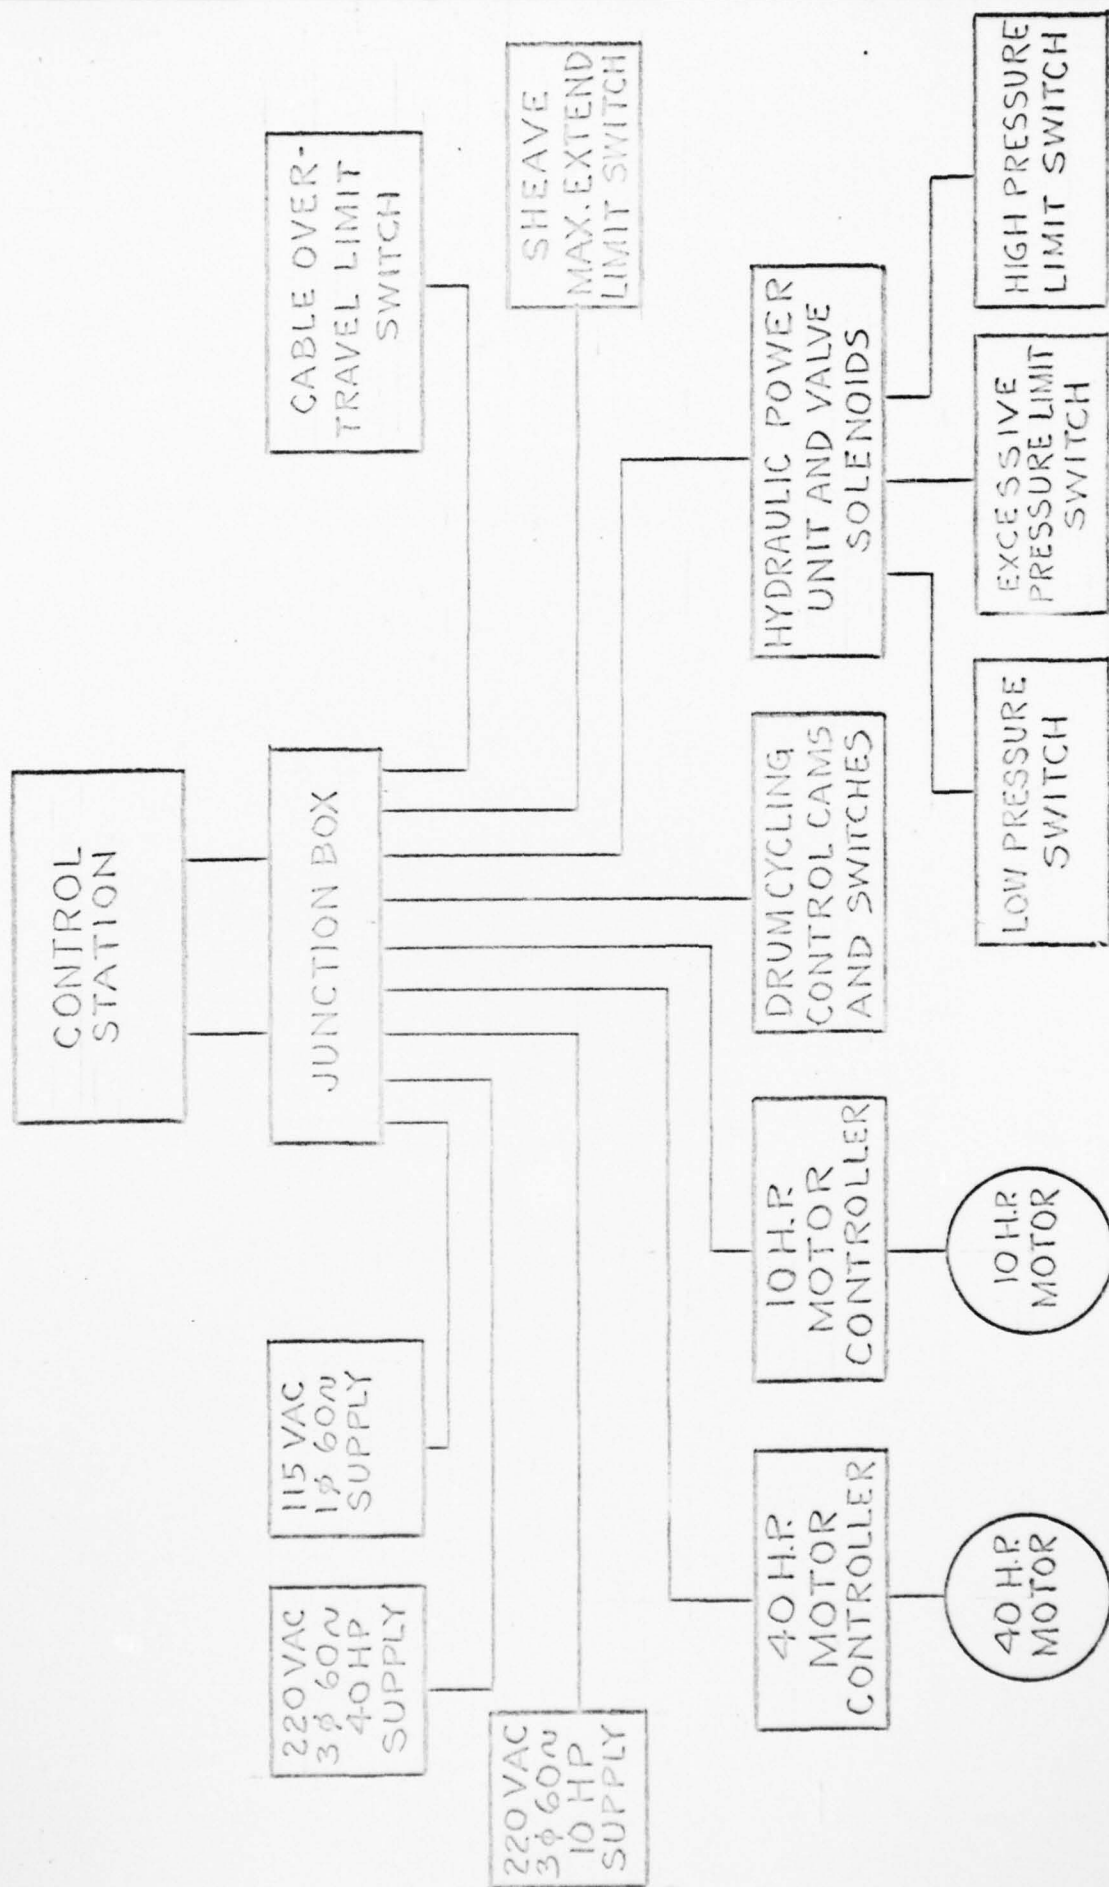 CONTROL
STATION
JUNCTION BOX
220 VAC
3φ 60~
40 HP
SUPPLY
115 VAC
1φ 60~
SUPPLY
CABLE OVER-
TRAVEL LIMIT
SWITCH
220 VAC
3φ 60~
10 HP
SUPPLY
SHEAVE
MAX. EXTEND
LIMIT SWITCH
40 H.P.
MOTOR
CONTROLLER
10 H.P.
MOTOR
CONTROLLER
DRUM CYCLING
CONTROL CAMS
AND SWITCHES
HYDRAULIC POWER
UNIT AND VALVE
SOLENOIDS
40 H.P.
MOTOR
10 H.P.
MOTOR
LOW PRESSURE
SWITCH
EXCESSIVE
PRESSURE LIMIT
SWITCH
HIGH PRESSURE
LIMIT SWITCH